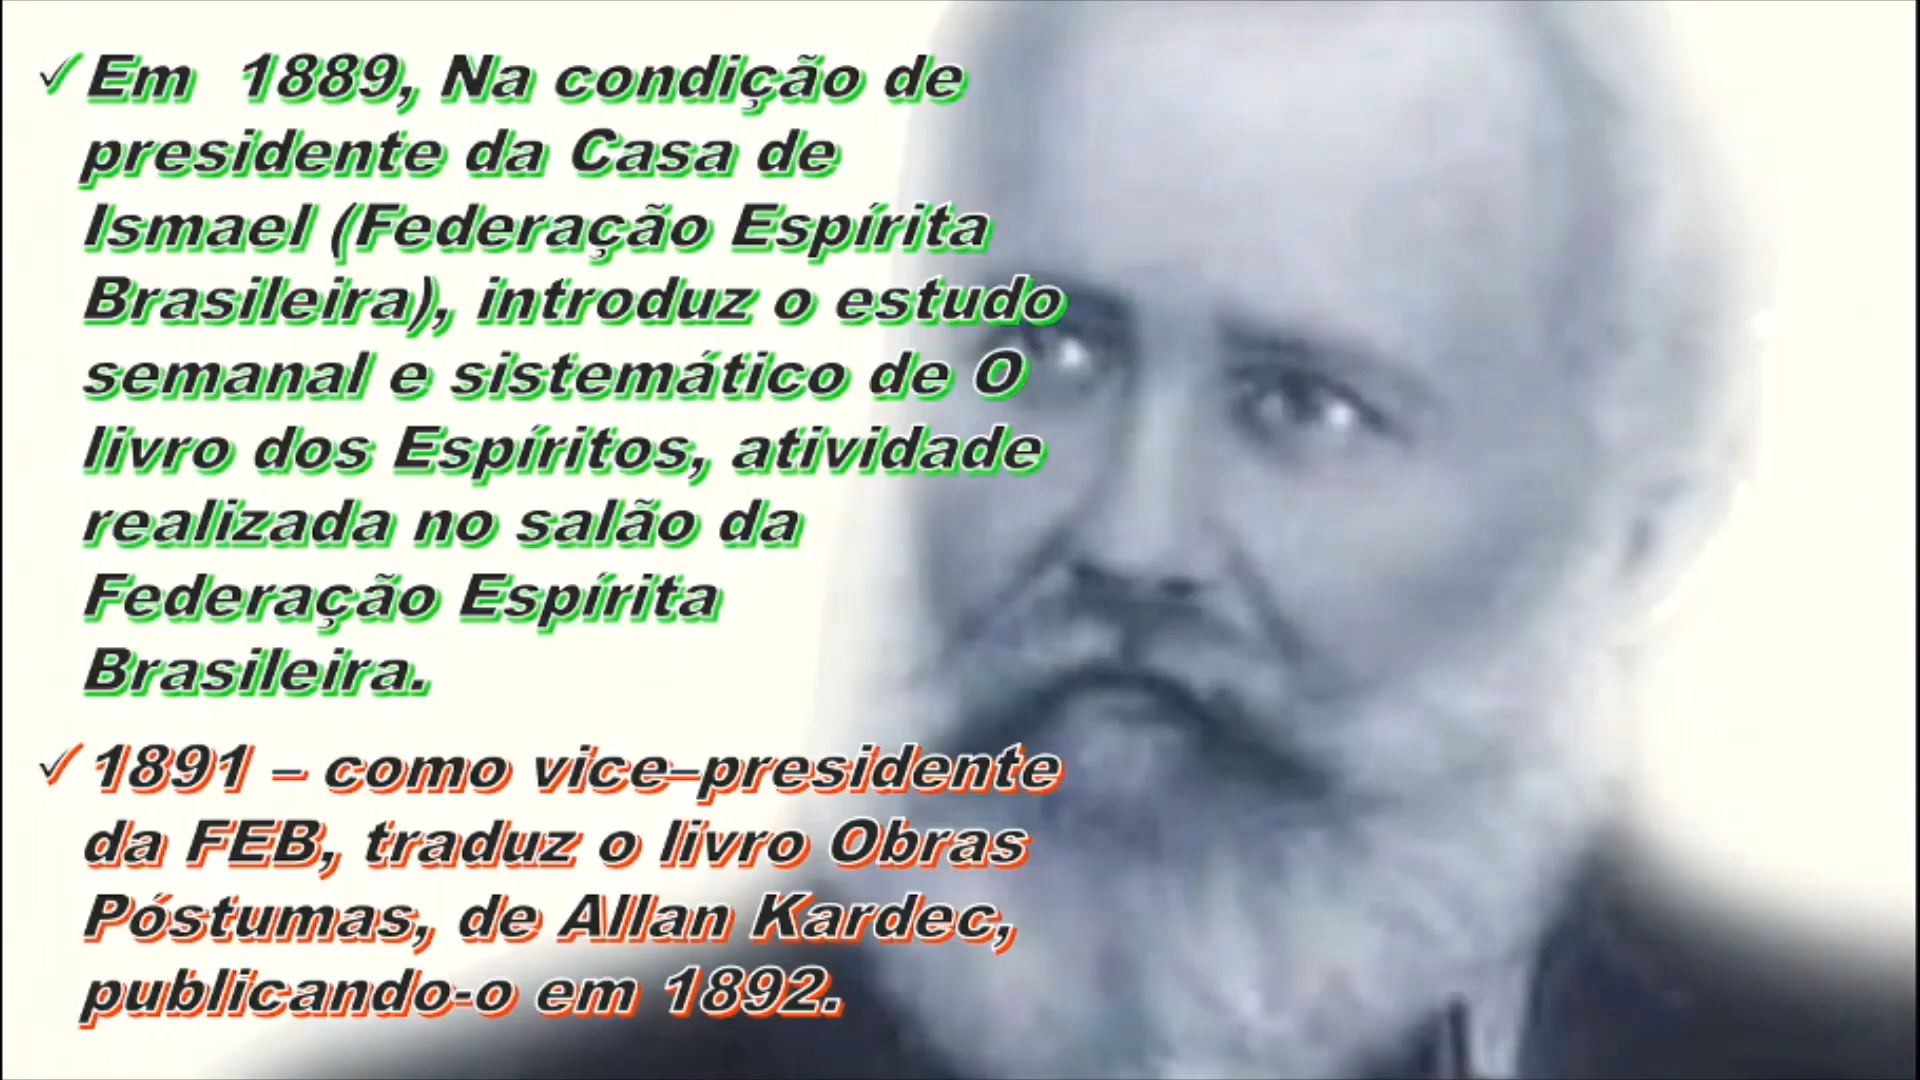 ✓Em 1889, Na condição de
presidente da Casa de
Ismael (Federação Espírita
Brasileira), introduz o estudo
semanal e sistemático de O
livro dos Espíritos, atividade
realizada no salão da
Federação Espírita
Brasileira.
✓1891 – como vice–presidente
da FEB, traduz o livro Obras
Póstumas, de Allan Kardec,
publicando-o em 1892.